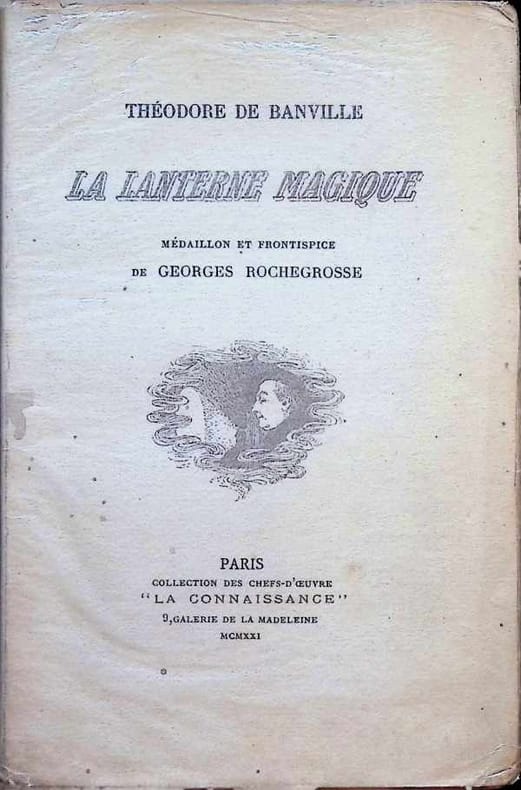 THÉODORE DE BANVILLE
LA LANTERNE MAGIQUE
MÉDAILLON ET FRONTISPICE
DE GEORGES ROCHEGROSSE
PARIS
COLLECTION DES CHEFS-D'ŒUVRE
"LA CONNAISSANCE"
9, GALERIE DE LA MADELEINE
MCMXXI